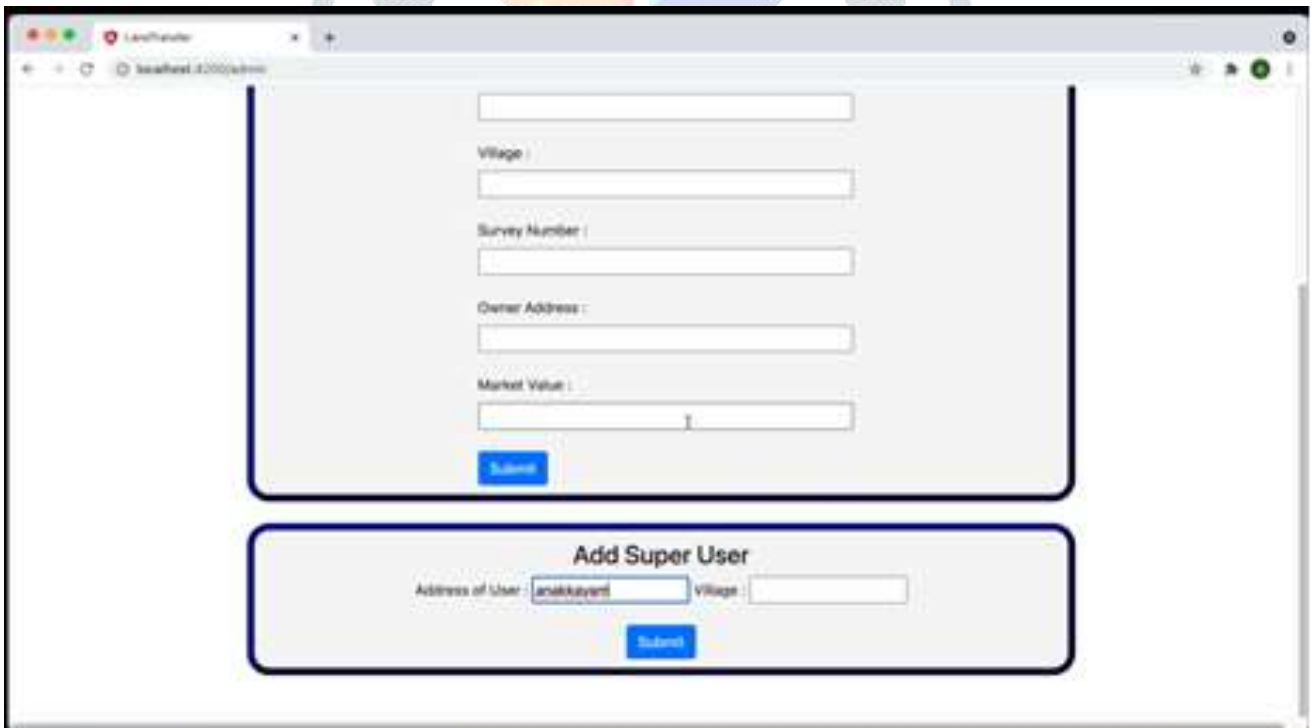 LandTransfer
localhost:4200/admin
Village :
Survey Number :
Owner Address :
Market Value :
Submit
Add Super User
Address of User : anakkayam Village :
Submit